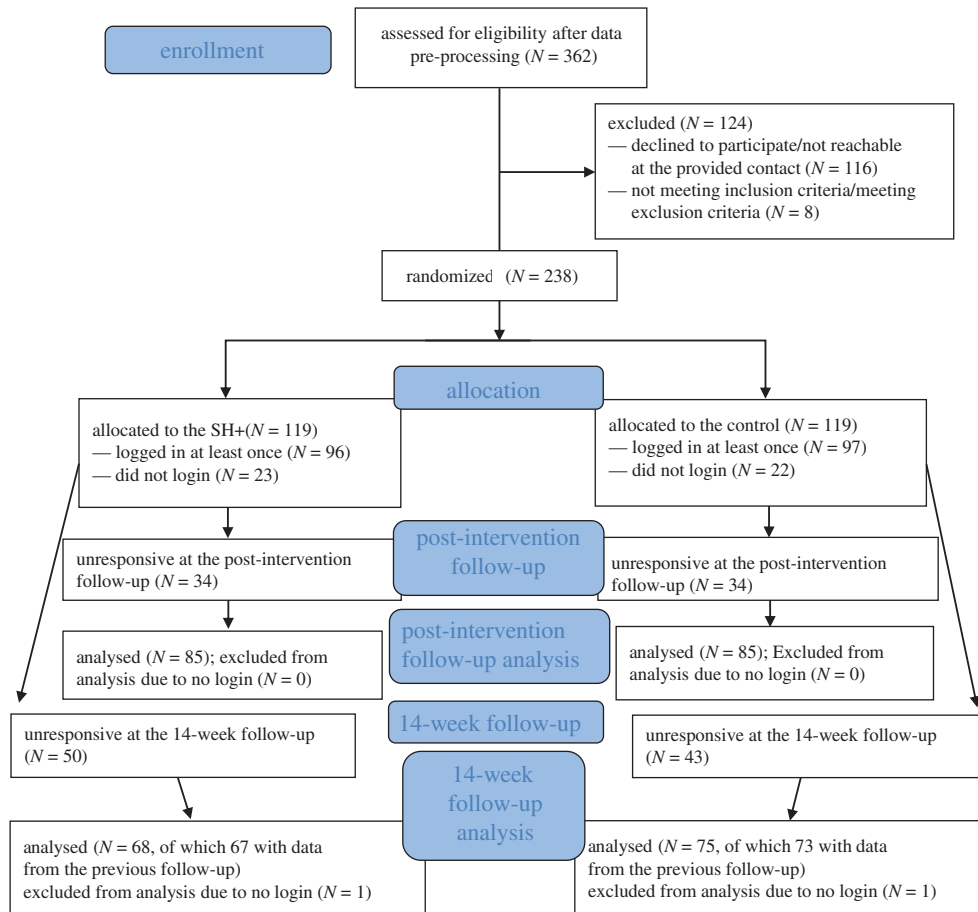 enrollment
assessed for eligibility after data
pre-processing (N = 362)
excluded (N = 124)
— declined to participate/not reachable
at the provided contact (N = 116)
— not meeting inclusion criteria/meeting
exclusion criteria (N = 8)
randomized (N = 238)
allocation
allocated to the SH+(N = 119)
— logged in at least once (N = 96)
— did not login (N = 23)
allocated to the control (N = 119)
— logged in at least once (N = 97)
— did not login (N = 22)
post-intervention
follow-up
unresponsive at the post-intervention
follow-up (N = 34)
unresponsive at the post-intervention
follow-up (N = 34)
post-intervention
follow-up analysis
analysed (N = 85); excluded from
analysis due to no login (N = 0)
analysed (N = 85); Excluded from
analysis due to no login (N = 0)
14-week follow-up
unresponsive at the 14-week follow-up
(N = 50)
unresponsive at the 14-week follow-up
(N = 43)
14-week
follow-up
analysis
analysed (N = 68, of which 67 with data
from the previous follow-up)
excluded from analysis due to no login (N = 1)
analysed (N = 75, of which 73 with data
from the previous follow-up)
excluded from analysis due to no login (N = 1)